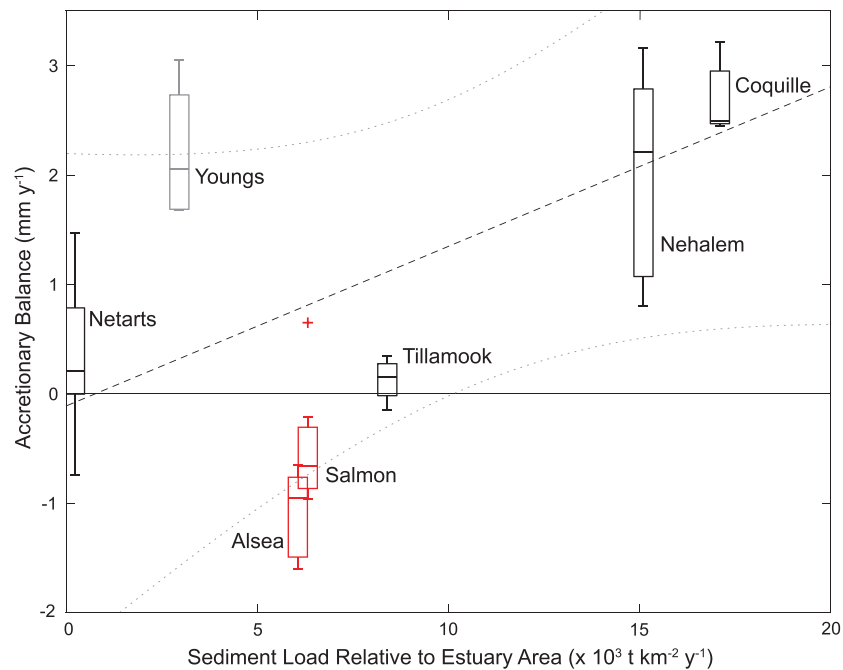 3
2
1
0
-1
-2
Accretionary Balance (mm y⁻¹)
Youngs
Coquille
Nehalem
Netarts
Tillamook
Salmon
Alsea
0
5
10
15
20
Sediment Load Relative to Estuary Area (x 10³ t km⁻² y⁻¹)